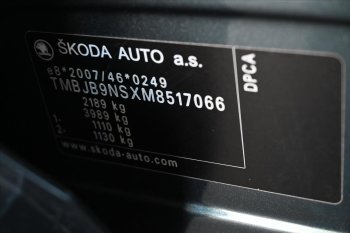 ŠKODA AUTO a.s.
e8*2007/46*0249
TMBJB9NSXM8517066
2189 kg
3989 kg
1- 1110 kg
2- 1130 kg
www.skoda-auto.com
DPCA